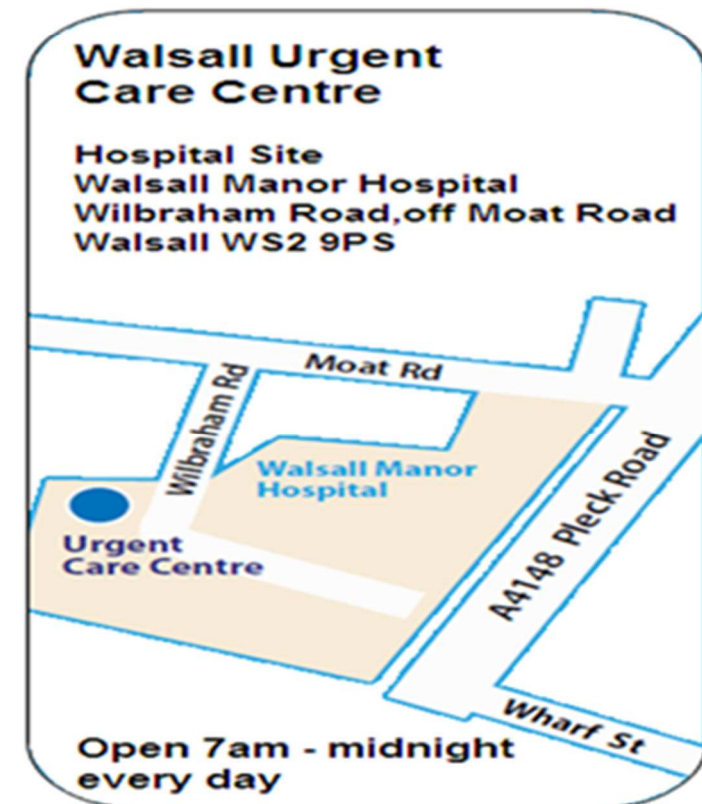 Walsall Urgent
Care Centre
Hospital Site
Walsall Manor Hospital
Wilbraham Road,off Moat Road
Walsall WS2 9PS
Moat Rd
Wilbraham Rd
Walsall Manor
Hospital
Urgent
Care Centre
A4148 Pleck Road
Wharf St
Open 7am - midnight
every day